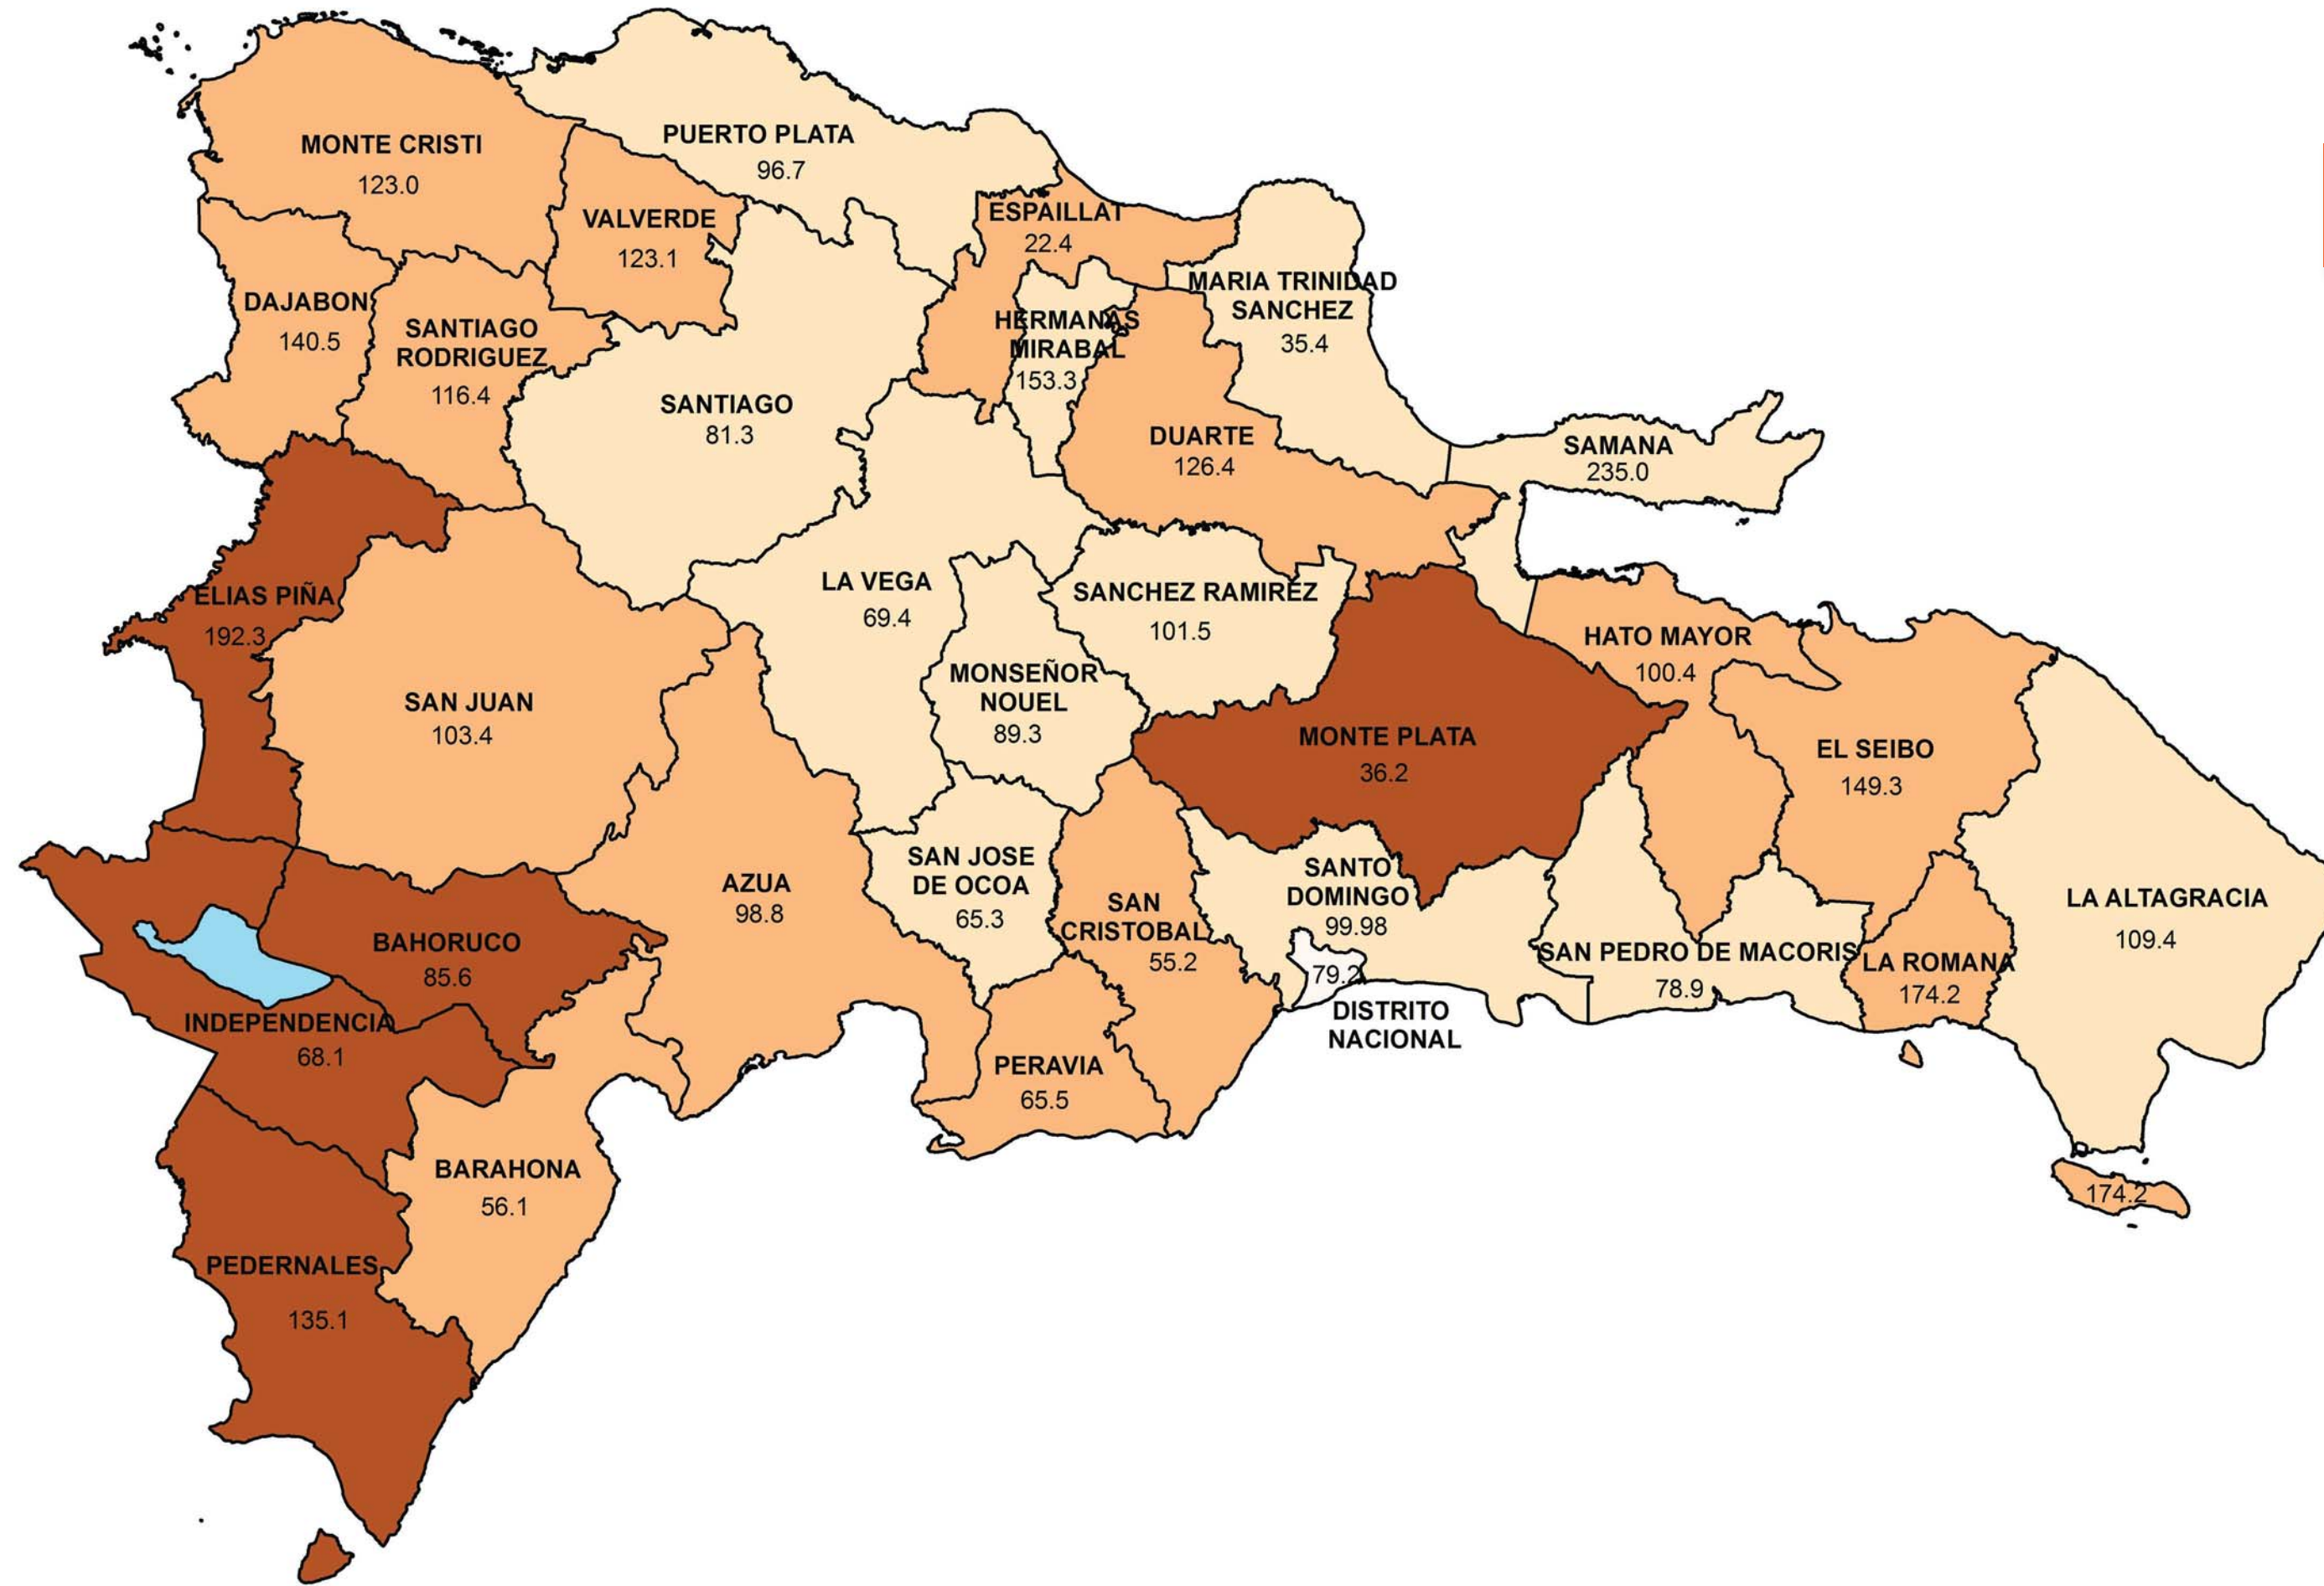 MONTE CRISTI
123.0
PUERTO PLATA
96.7
VALVERDE
123.1
ESPAILLAT
22.4
MARIA TRINIDAD
SANCHEZ
35.4
DAJABON
140.5
SANTIAGO
RODRIGUEZ
116.4
HERMANAS
MIRABAL
153.3
SANTIAGO
81.3
DUARTE
126.4
SAMANA
235.0
ELIAS PIÑA
192.3
LA VEGA
69.4
SANCHEZ RAMIREZ
101.5
HATO MAYOR
100.4
SAN JUAN
103.4
MONSEÑOR
NOUEL
89.3
MONTE PLATA
36.2
EL SEIBO
149.3
AZUA
98.8
SAN JOSE
DE OCOA
65.3
SAN
CRISTOBAL
55.2
SANTO
DOMINGO
99.98
LA ALTAGRACIA
109.4
BAHORUCO
85.6
SAN PEDRO DE MACORIS
78.9
LA ROMANA
174.2
79.2
DISTRITO
NACIONAL
INDEPENDENCIA
68.1
PERAVIA
65.5
BARAHONA
56.1
174.2
PEDERNALES
135.1